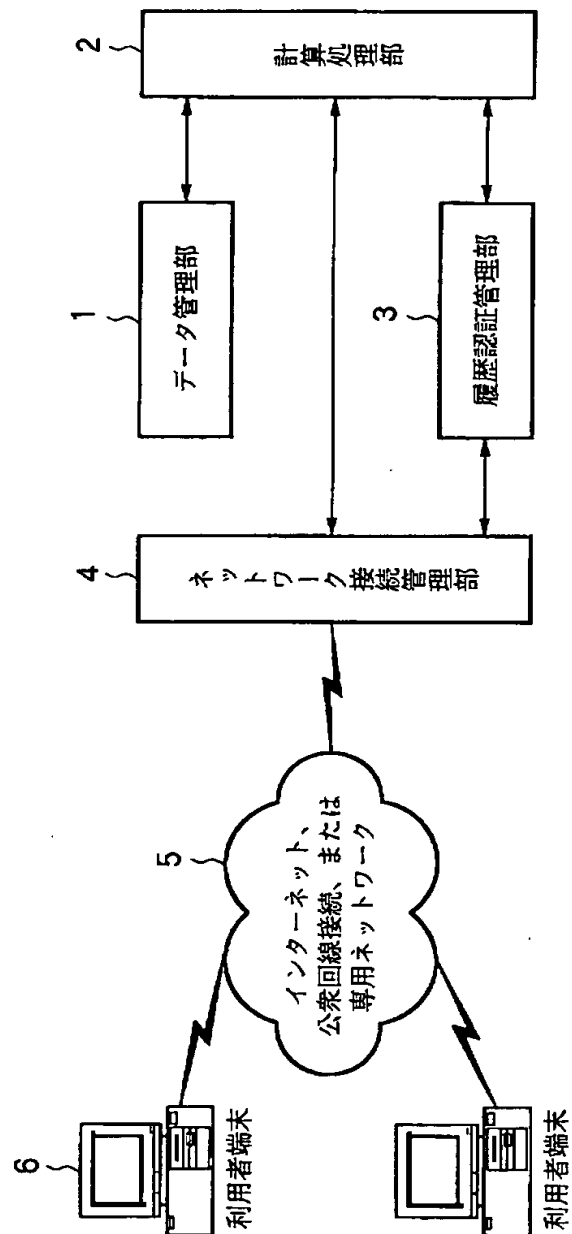 6
利用者端末
利用者端末
5
インターネット、
公衆回線接続、または
専用ネットワーク
4
ネットワーク接続管理部
1
データ管理部
3
履歴認証管理部
2
計算処理部